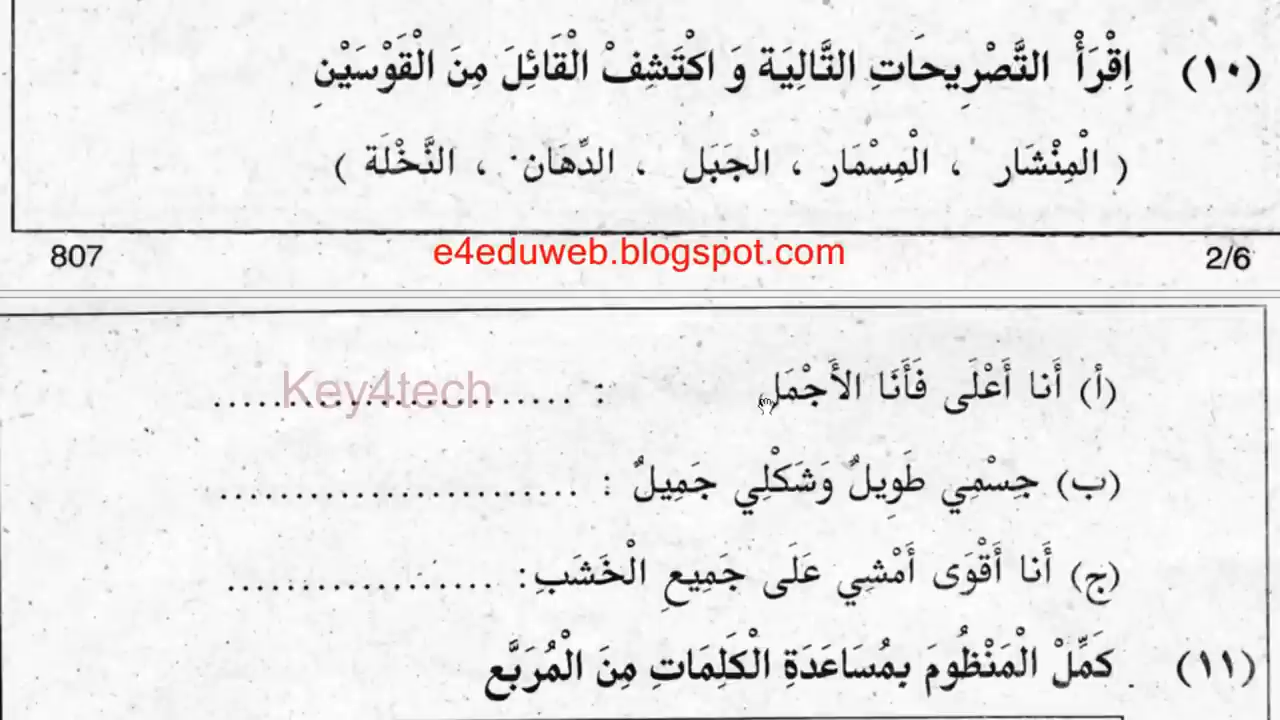 (١٠) اِقْرَأْ التَّصْرِيحَاتِ التَّالِيَة وَ اكْتَشِفْ الْقَائِلَ مِنَ الْقَوْسَيْنِ
( الْمِنْشَار ، الْمِسْمَار ، الْجَبَل ، الدِّهَان ، النَّخْلَة )
807 e4eduweb.blogspot.com 2/6
(أ) أَنا أَعْلَى فَأَنَا الأَجْمَل : ..............................
Key4tech
(ب) جِسْمِي طَوِيلٌ وَشَكْلِي جَمِيلٌ : ..............................
(ج) أَنا أَقْوَى أَمْشِي عَلَى جَمِيعِ الْخَشَبِ: ......................
(١١) كَمِّلْ الْمَنْظُومَ بِمُسَاعَدَةِ الْكَلِمَاتِ مِنَ الْمُرَبَّع